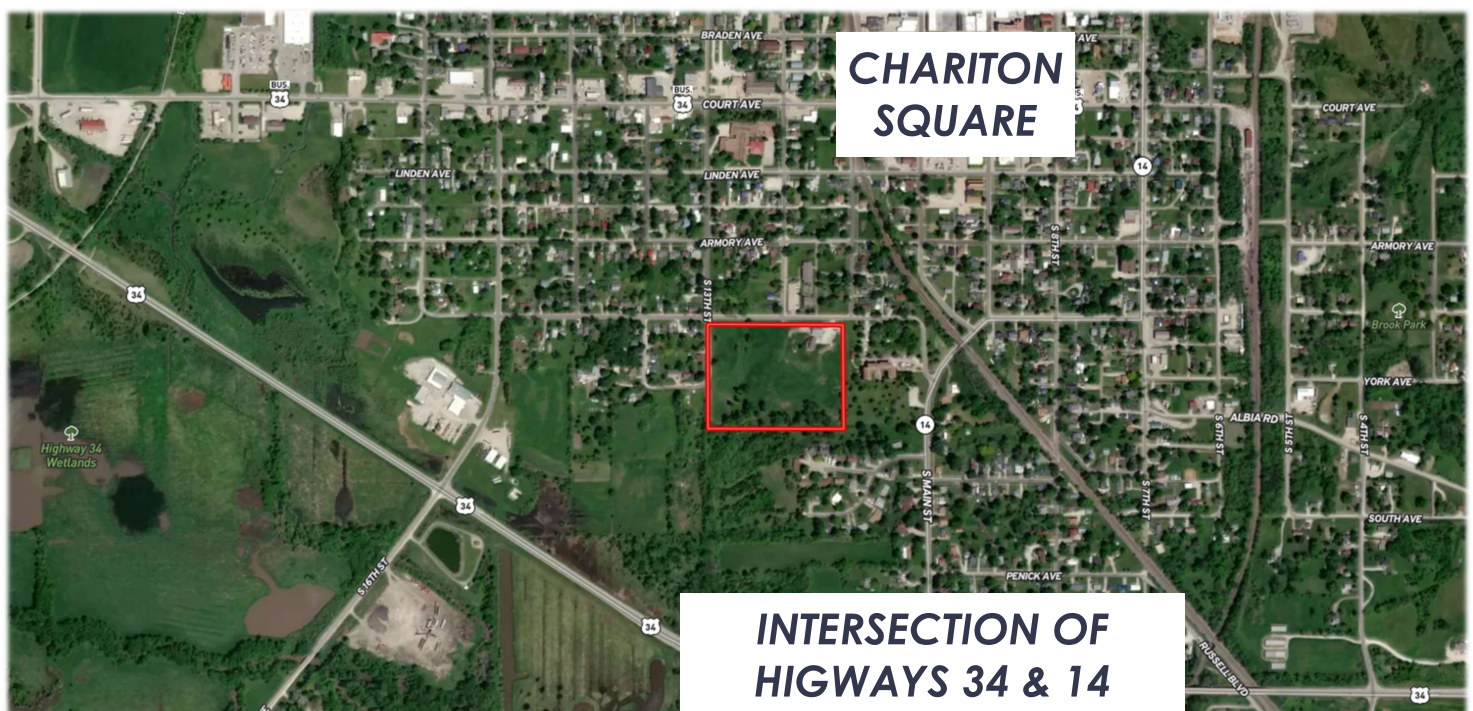 BRADEN AVE
AVE
CHARITON
SQUARE
BUS.
34
BUS.
34
COURT AVE
COURT AVE
LINDEN AVE
LINDEN AVE
14
S 8TH ST
ARMORY AVE
ARMORY AVE
34
S 13TH ST
Brook Park
YORK AVE
14
S 6TH ST
ALBIA RD
S 5TH ST
S 4TH ST
Highway 34
Wetlands
34
S MAIN ST
S 7TH ST
SOUTH AVE
S 16TH ST
PENICK AVE
34
INTERSECTION OF
HIGWAYS 34 & 14
RUSSELL BLVD
34